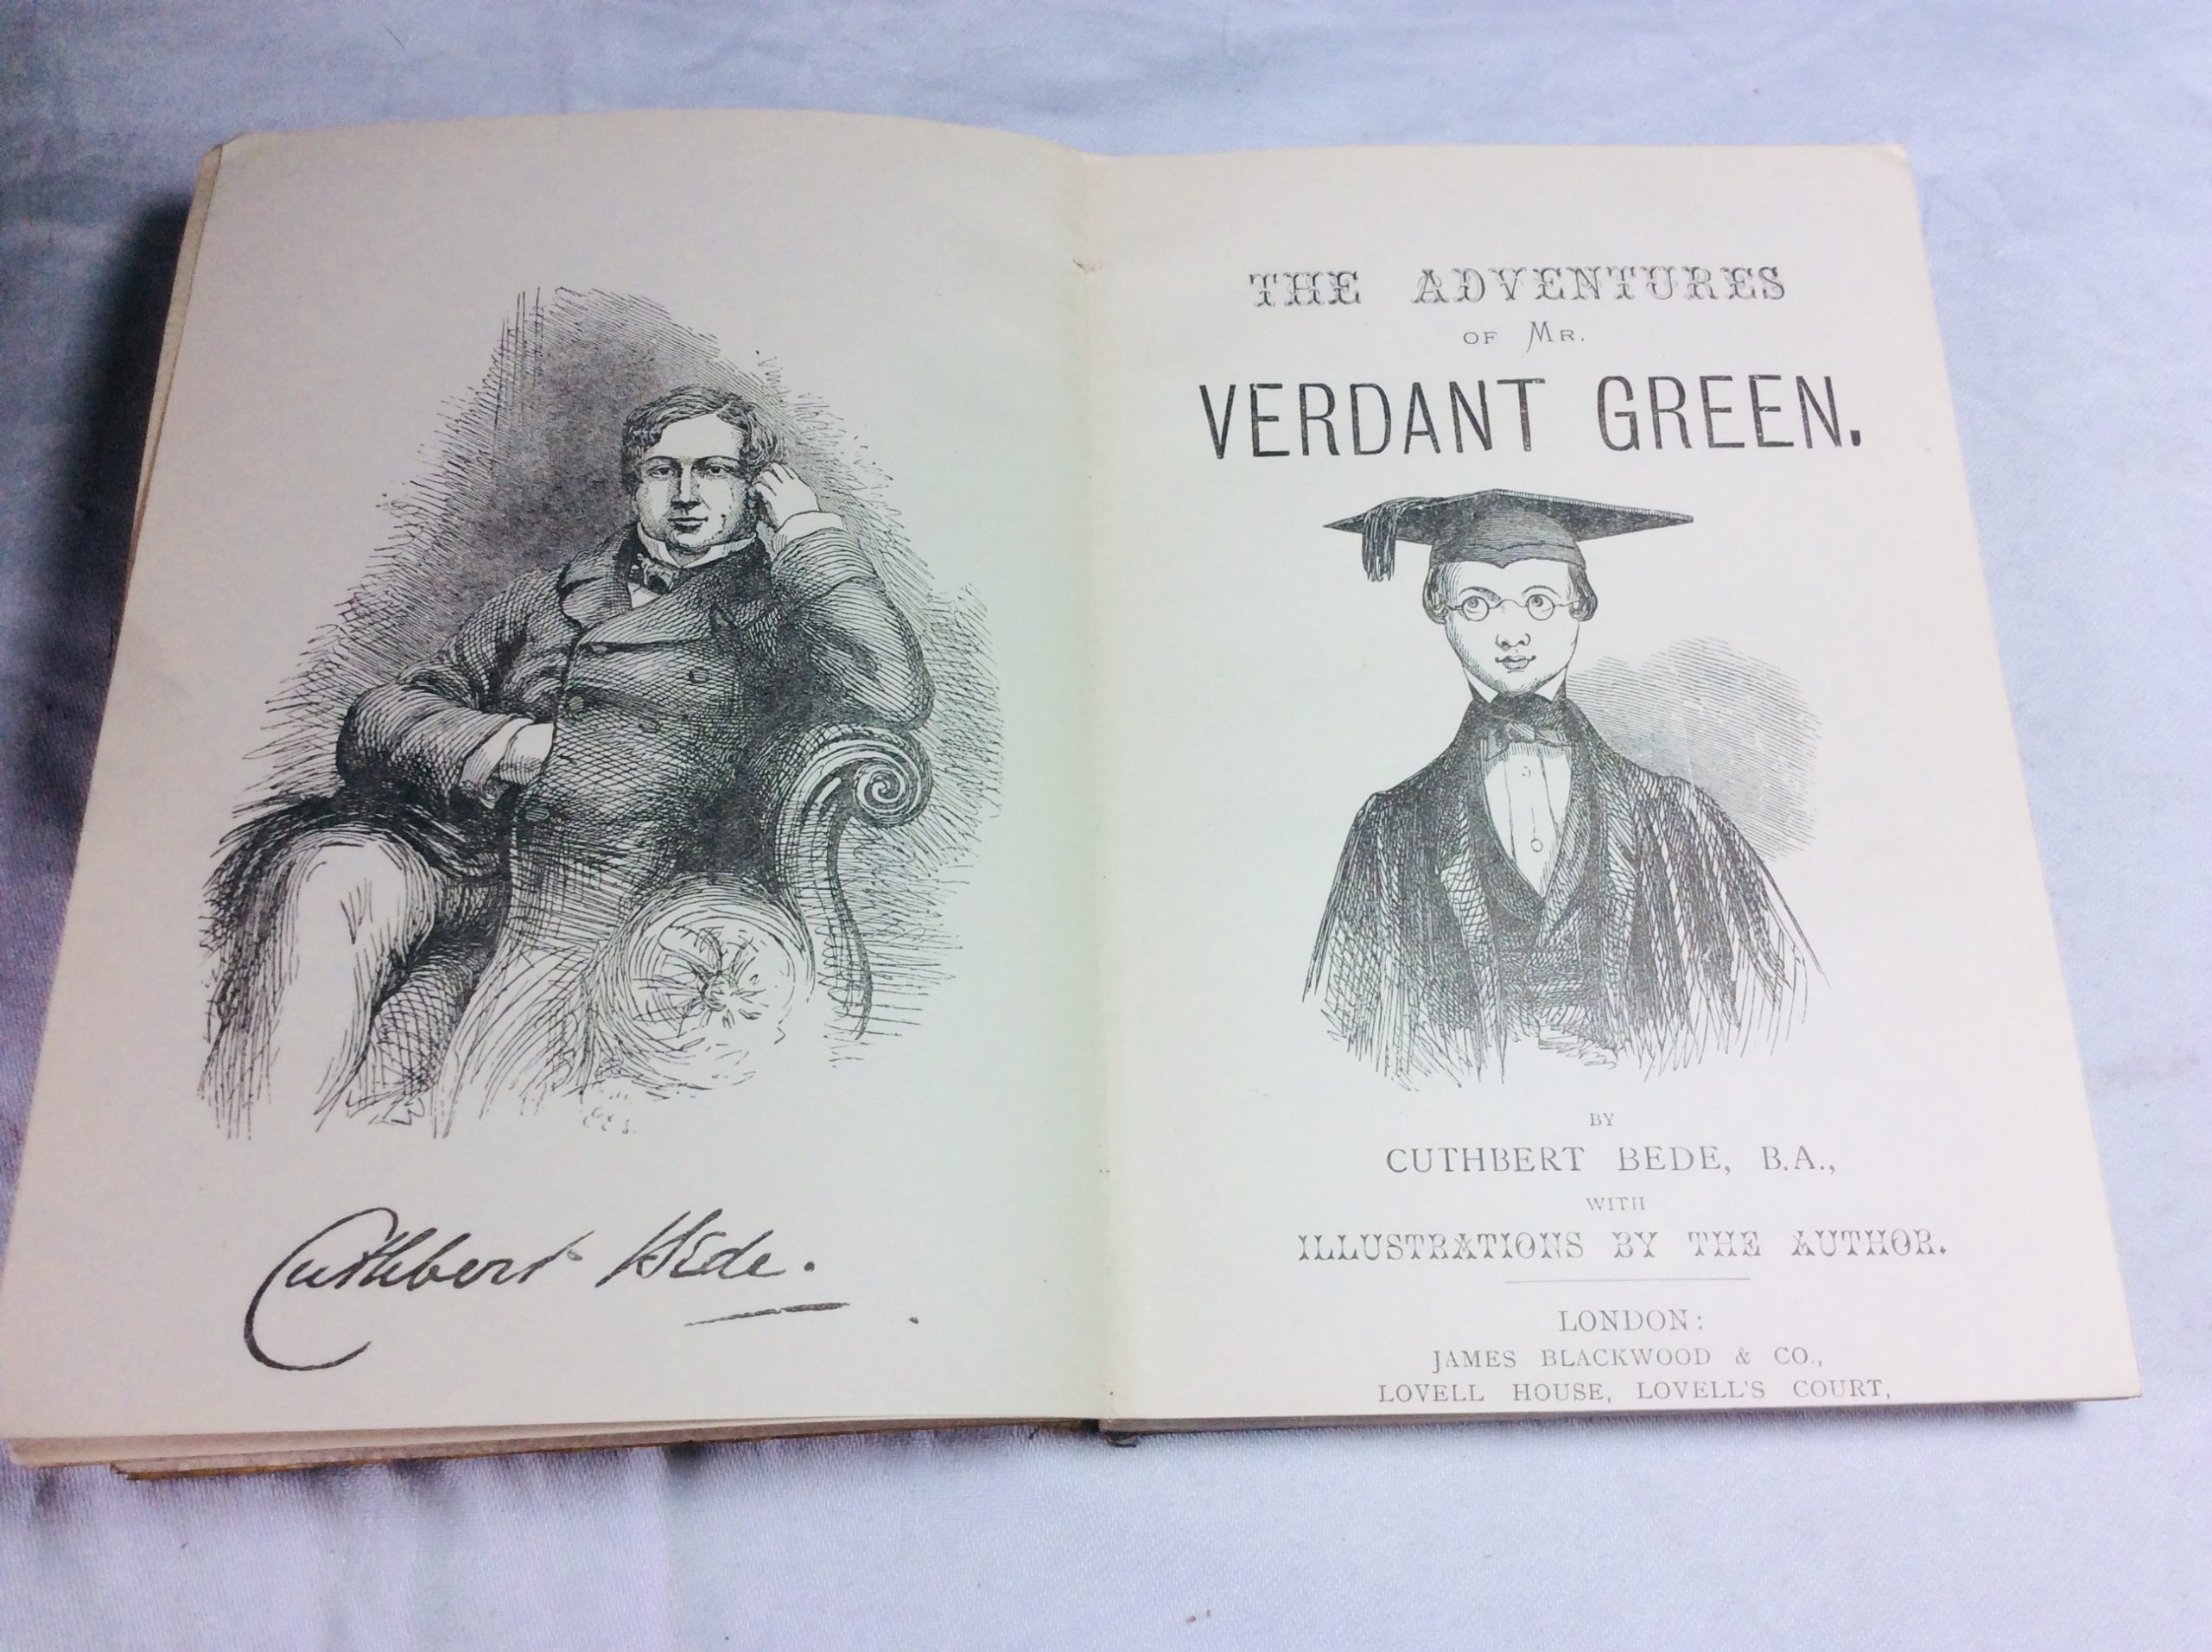 Cuthbert Bede.
THE ADVENTURES
OF MR.
VERDANT GREEN.
BY
CUTHBERT BEDE, B.A.,
WITH
ILLUSTRATIONS BY THE AUTHOR.
LONDON:
JAMES BLACKWOOD & CO.,
LOVELL HOUSE, LOVELL'S COURT,